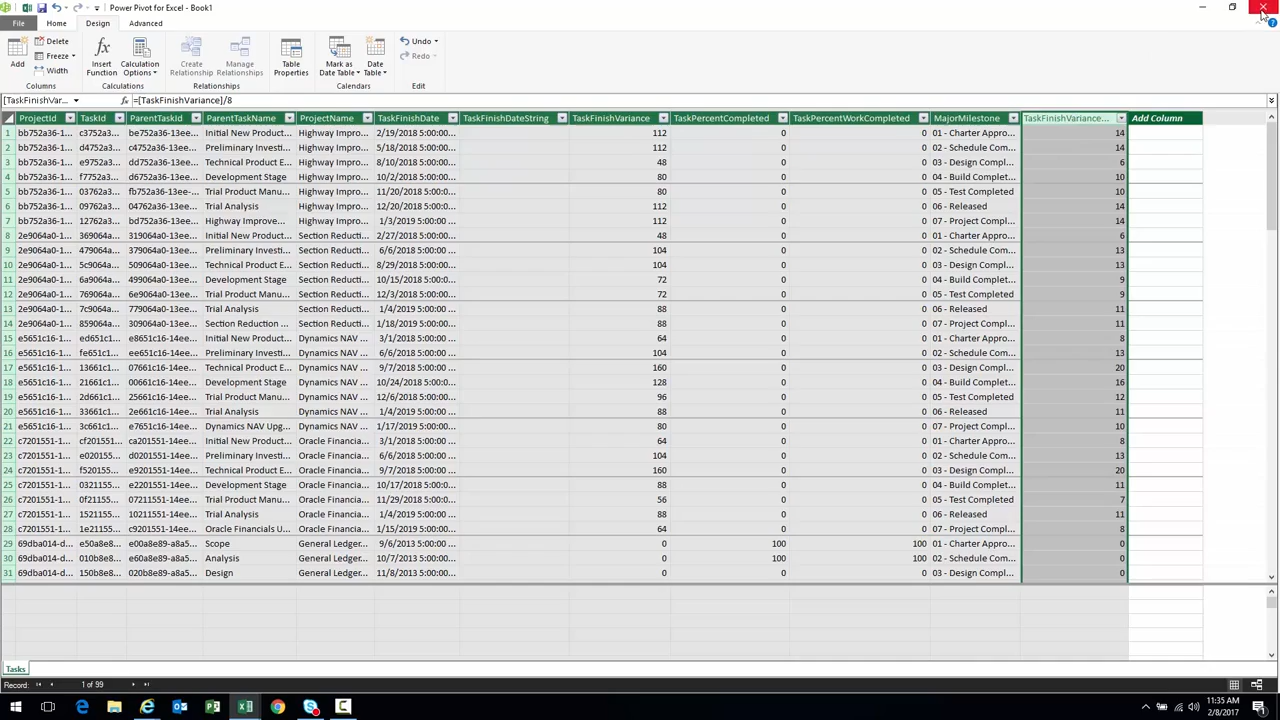 Power Pivot for Excel - Book1
File Home Design Advanced
Add Delete Freeze Width
Columns
Insert Function Calculation Options
Calculations
Create Relationship Manage Relationships
Relationships
Table Properties
Mark as Date Table Date Table
Calendars
Undo Redo
Edit
[TaskFinishVar... fx =[TaskFinishVariance]/8
ProjectId TaskId ParentTaskId ParentTaskName ProjectName TaskFinishDate TaskFinishDateString TaskFinishVariance TaskPercentCompleted TaskPercentWorkCompleted MajorMilestone TaskFinishVariance... Add Column
1 bb752a36-1... c3752a3... be752a36-13ee... Initial New Product... Highway Impro... 2/19/2018 5:00:00... 112 0 0 01 - Charter Appro... 14
2 bb752a36-1... d4752a3... c4752a36-13ee... Preliminary Investi... Highway Impro... 5/18/2018 5:00:00... 112 0 0 02 - Schedule Com... 14
3 bb752a36-1... e9752a3... dd752a36-13ee... Technical Product E... Highway Impro... 8/10/2018 5:00:00... 48 0 0 03 - Design Compl... 6
4 bb752a36-1... f7752a3... d6752a36-13ee... Development Stage Highway Impro... 10/2/2018 5:00:00... 80 0 0 04 - Build Complet... 10
5 bb752a36-1... 03762a3... fb752a36-13ee-... Trial Product Manu... Highway Impro... 11/20/2018 5:00:0... 80 0 0 05 - Test Completed 10
6 bb752a36-1... 09762a3... 04762a36-13ee... Trial Analysis Highway Impro... 12/20/2018 5:00:0... 112 0 0 06 - Released 14
7 bb752a36-1... 12762a3... bd752a36-13ee... Highway Improve... Highway Impro... 1/3/2019 5:00:00 ... 112 0 0 07 - Project Compl... 14
8 2e9064a0-1... 369064a... 319064a0-13ee... Initial New Product... Section Reducti... 2/27/2018 5:00:00... 48 0 0 01 - Charter Appro... 6
9 2e9064a0-1... 479064a... 379064a0-13ee... Preliminary Investi... Section Reducti... 6/6/2018 5:00:00 ... 104 0 0 02 - Schedule Com... 13
10 2e9064a0-1... 5c9064a... 509064a0-13ee... Technical Product E... Section Reducti... 8/29/2018 5:00:00... 104 0 0 03 - Design Compl... 13
11 2e9064a0-1... 6a9064a... 499064a0-13ee... Development Stage Section Reducti... 10/15/2018 5:00:0... 72 0 0 04 - Build Complet... 9
12 2e9064a0-1... 769064a... 6e9064a0-13ee... Trial Product Manu... Section Reducti... 12/3/2018 5:00:00... 72 0 0 05 - Test Completed 9
13 2e9064a0-1... 7c9064a... 779064a0-13ee... Trial Analysis Section Reducti... 1/4/2019 5:00:00 ... 88 0 0 06 - Released 11
14 2e9064a0-1... 859064a... 309064a0-13ee... Section Reduction ... Section Reducti... 1/18/2019 5:00:00... 88 0 0 07 - Project Compl... 11
15 e5651c16-1... ed651c1... e8651c16-14ee... Initial New Product... Dynamics NAV ... 3/1/2018 5:00:00 ... 64 0 0 01 - Charter Appro... 8
16 e5651c16-1... fe651c1... ee651c16-14ee... Preliminary Investi... Dynamics NAV ... 6/6/2018 5:00:00 ... 104 0 0 02 - Schedule Com... 13
17 e5651c16-1... 13661c1... 07661c16-14ee... Technical Product E... Dynamics NAV ... 9/7/2018 5:00:00 ... 160 0 0 03 - Design Compl... 20
18 e5651c16-1... 21661c1... 00661c16-14ee... Development Stage Dynamics NAV ... 10/24/2018 5:00:0... 128 0 0 04 - Build Complet... 16
19 e5651c16-1... 2d661c1... 25661c16-14ee... Trial Product Manu... Dynamics NAV ... 12/6/2018 5:00:00... 96 0 0 05 - Test Completed 12
20 e5651c16-1... 33661c1... 2e661c16-14ee... Trial Analysis Dynamics NAV ... 1/4/2019 5:00:00 ... 88 0 0 06 - Released 11
21 e5651c16-1... 3c661c1... e7651c16-14ee... Dynamics NAV Upg... Dynamics NAV ... 1/17/2019 5:00:00... 80 0 0 07 - Project Compl... 10
22 c7201551-1... cf201551... ca201551-14ee... Initial New Product... Oracle Financia... 3/1/2018 5:00:00 ... 64 0 0 01 - Charter Appro... 8
23 c7201551-1... e020155... d0201551-14ee... Preliminary Investi... Oracle Financia... 6/6/2018 5:00:00 ... 104 0 0 02 - Schedule Com... 13
24 c7201551-1... f520155... e9201551-14ee... Technical Product E... Oracle Financia... 9/7/2018 5:00:00 ... 160 0 0 03 - Design Compl... 20
25 c7201551-1... 0321155... e2201551-14ee... Development Stage Oracle Financia... 10/17/2018 5:00:0... 88 0 0 04 - Build Complet... 11
26 c7201551-1... 0f21155... 07211551-14ee... Trial Product Manu... Oracle Financia... 11/29/2018 5:00:0... 56 0 0 05 - Test Completed 7
27 c7201551-1... 1521155... 10211551-14ee... Trial Analysis Oracle Financia... 1/4/2019 5:00:00 ... 88 0 0 06 - Released 11
28 c7201551-1... 1e21155... c9201551-14ee... Oracle Financials U... Oracle Financia... 1/15/2019 5:00:00... 64 0 0 07 - Project Compl... 8
29 69dba014-d... e50a8e8... e00a8e89-a8a5... Scope General Ledger... 9/6/2013 5:00:00 ... 0 100 100 01 - Charter Appro... 0
30 69dba014-d... 010b8e8... e60a8e89-a8a5... Analysis General Ledger... 10/7/2013 5:00:00... 0 100 100 02 - Schedule Com... 0
31 69dba014-d... 150b8e8... 020b8e89-a8a5... Design General Ledger... 11/8/2013 5:00:00... 0 0 0 03 - Design Compl... 0
Tasks
Record: 1 of 99
11:35 AM
2/8/2017